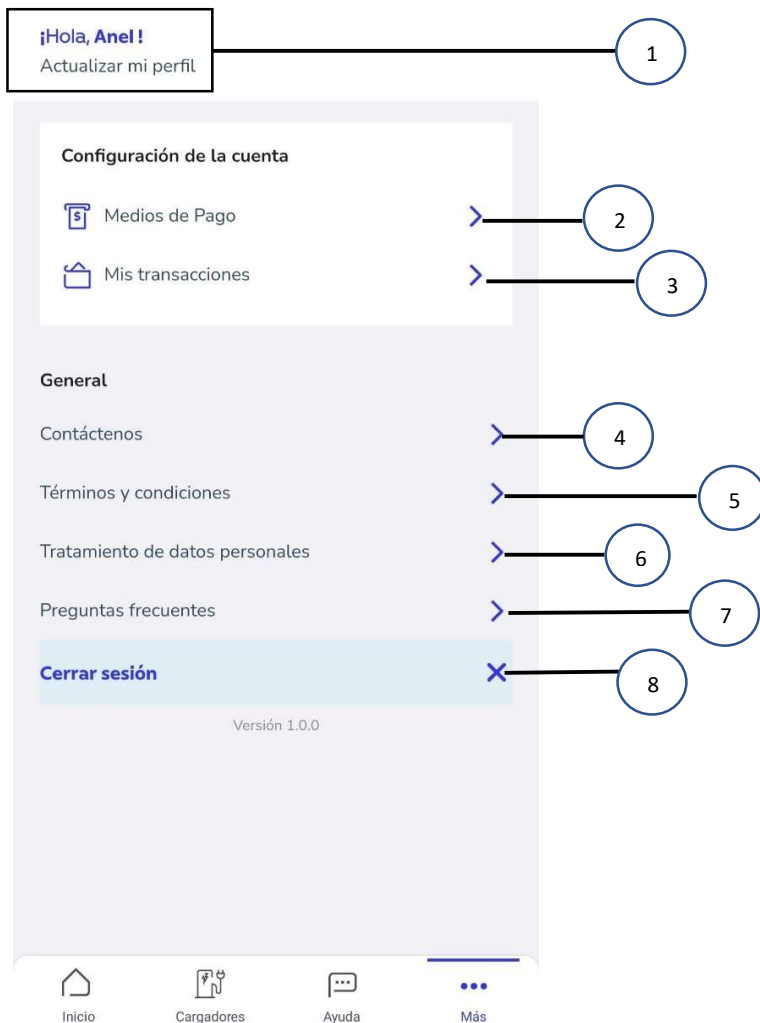 ¡Hola, Anel !
Actualizar mi perfil
1
Configuración de la cuenta
Medios de Pago
2
Mis transacciones
3
General
Contáctenos
4
Términos y condiciones
5
Tratamiento de datos personales
6
Preguntas frecuentes
7
Cerrar sesión
8
Versión 1.0.0
Inicio Cargadores Ayuda Más